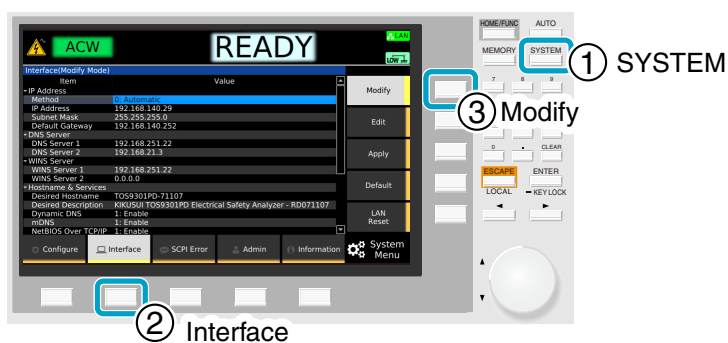 HOME/FUNC AUTO
ACW READY LAN
LOW
MEMORY SYSTEM
① SYSTEM
Interface(Modify Mode)
Item Value
IP Address
Modify
Method 0: Automatic
IP Address 192.168.140.29
Subnet Mask 255.255.255.0
Default Gateway 192.168.140.252
DNS Server
DNS Server 1 192.168.251.22
DNS Server 2 192.168.21.3
WINS Server
WINS Server 1 192.168.251.22
WINS Server 2 0.0.0.0
Hostname & Services
Desired Hostname TOS9301PD-71107
Desired Description KIKUSUI TOS9301PD Electrical Safety Analyzer - RD071107
Dynamic DNS 1: Enable
mDNS 1: Enable
NetBIOS Over TCP/IP 1: Enable
Edit
Apply
Default
LAN
Reset
7 8 9
③ Modify
0 . CLEAR
ESCAPE ENTER
LOCAL KEY LOCK
Configure Interface SCPI Error Admin Information System
Menu
② Interface